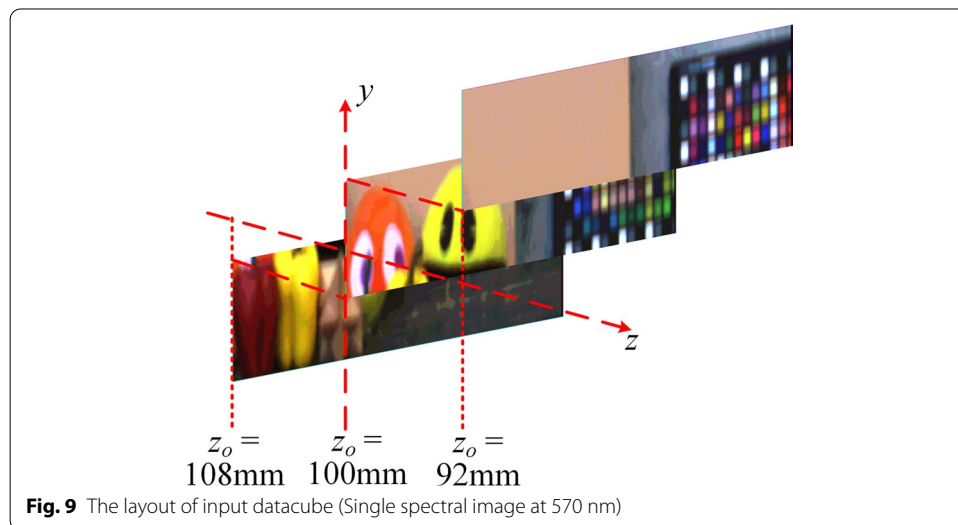 y
z
z_o = z_o = z_o =
108mm 100mm 92mm
Fig. 9 The layout of input datacube (Single spectral image at 570 nm)